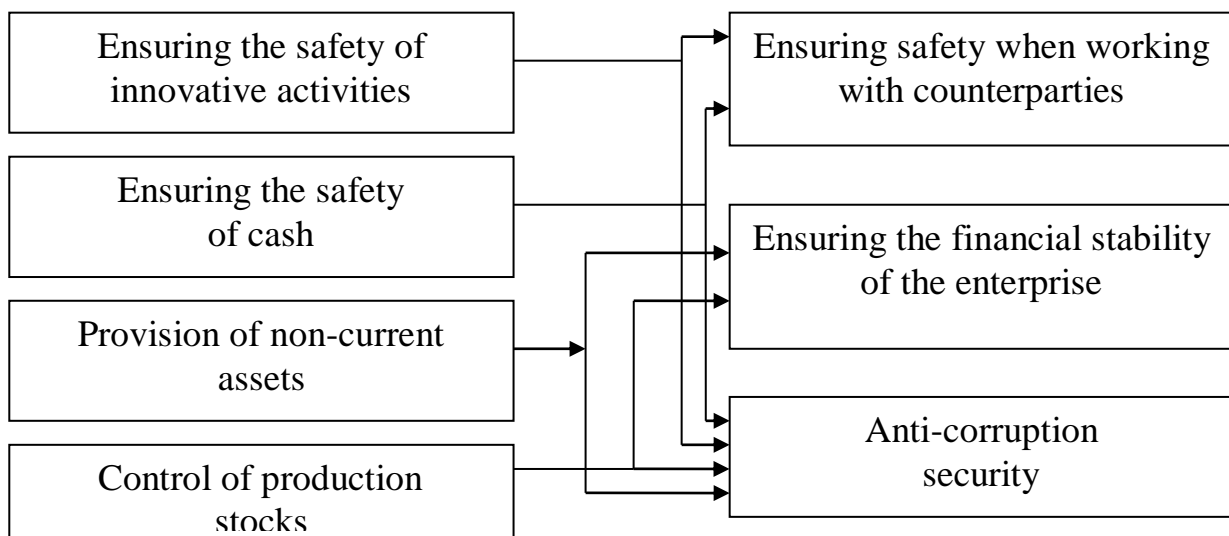 Ensuring the safety of
innovative activities
Ensuring the safety
of cash
Provision of non-current
assets
Control of production
stocks
Ensuring safety when working
with counterparties
Ensuring the financial stability
of the enterprise
Anti-corruption
security